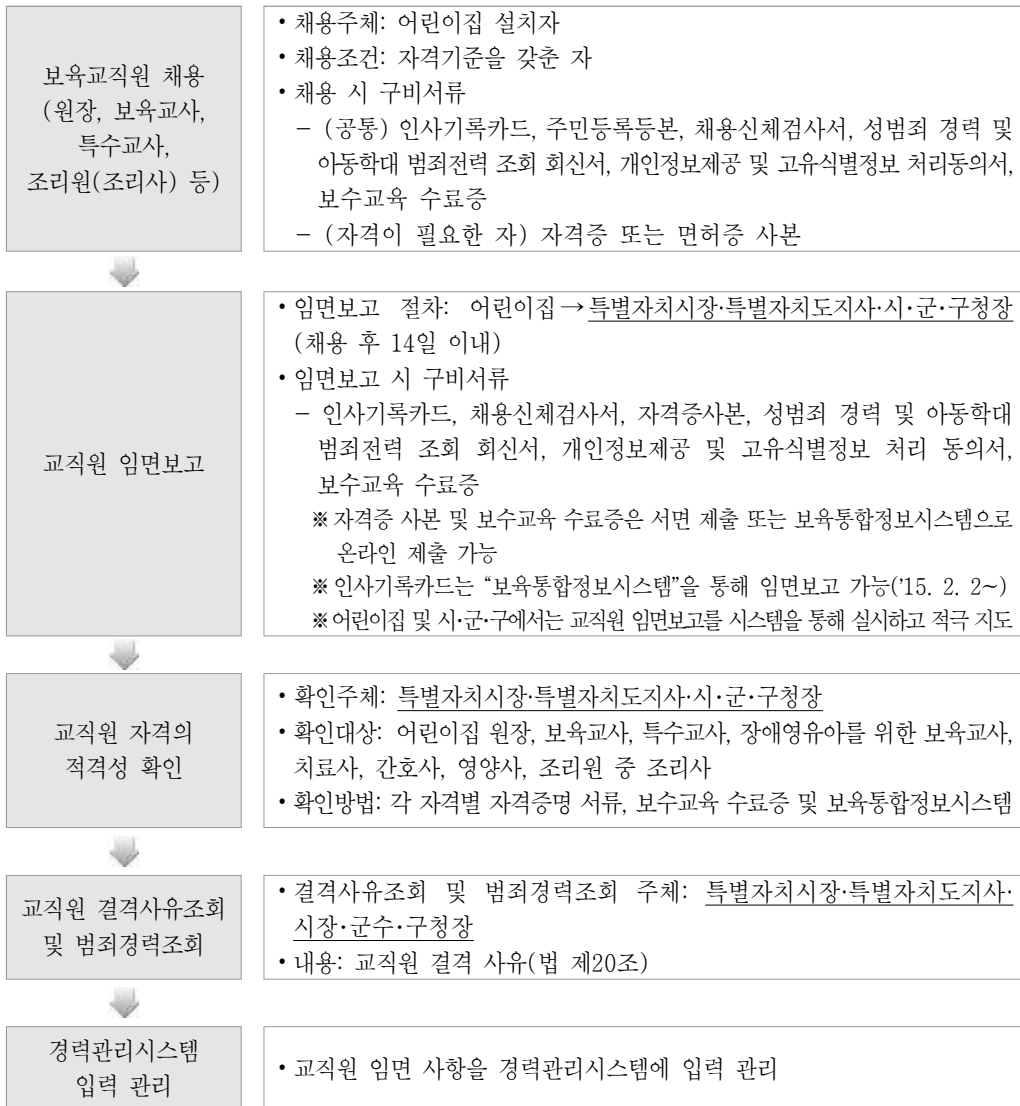 보육교직원 채용
(원장, 보육교사,
특수교사,
조리원(조리사) 등)
• 채용주체: 어린이집 설치자
• 채용조건: 자격기준을 갖춘 자
• 채용 시 구비서류
－ (공통) 인사기록카드, 주민등록등본, 채용신체검사서, 성범죄 경력 및
아동학대 범죄전력 조회 회신서, 개인정보제공 및 고유식별정보 처리동의서,
보수교육 수료증
－ (자격이 필요한 자) 자격증 또는 면허증 사본
교직원 임면보고
• 임면보고 절차: 어린이집→특별자치시장·특별자치도지사·시·군·구청장
(채용 후 14일 이내)
• 임면보고 시 구비서류
－ 인사기록카드, 채용신체검사서, 자격증사본, 성범죄 경력 및 아동학대
범죄전력 조회 회신서, 개인정보제공 및 고유식별정보 처리 동의서,
보수교육 수료증
※ 자격증 사본 및 보수교육 수료증은 서면 제출 또는 보육통합정보시스템으로
온라인 제출 가능
※ 인사기록카드는 “보육통합정보시스템”을 통해 임면보고 가능('15. 2. 2~)
※ 어린이집 및 시·군·구에서는 교직원 임면보고를 시스템을 통해 실시하고 적극 지도
교직원 자격의
적격성 확인
• 확인주체: 특별자치시장·특별자치도지사·시·군·구청장
• 확인대상: 어린이집 원장, 보육교사, 특수교사, 장애영유아를 위한 보육교사,
치료사, 간호사, 영양사, 조리원 중 조리사
• 확인방법: 각 자격별 자격증명 서류, 보수교육 수료증 및 보육통합정보시스템
교직원 결격사유조회
및 범죄경력조회
• 결격사유조회 및 범죄경력조회 주체: 특별자치시장·특별자치도지사·
시장·군수·구청장
• 내용: 교직원 결격 사유(법 제20조)
경력관리시스템
입력 관리
• 교직원 임면 사항을 경력관리시스템에 입력 관리